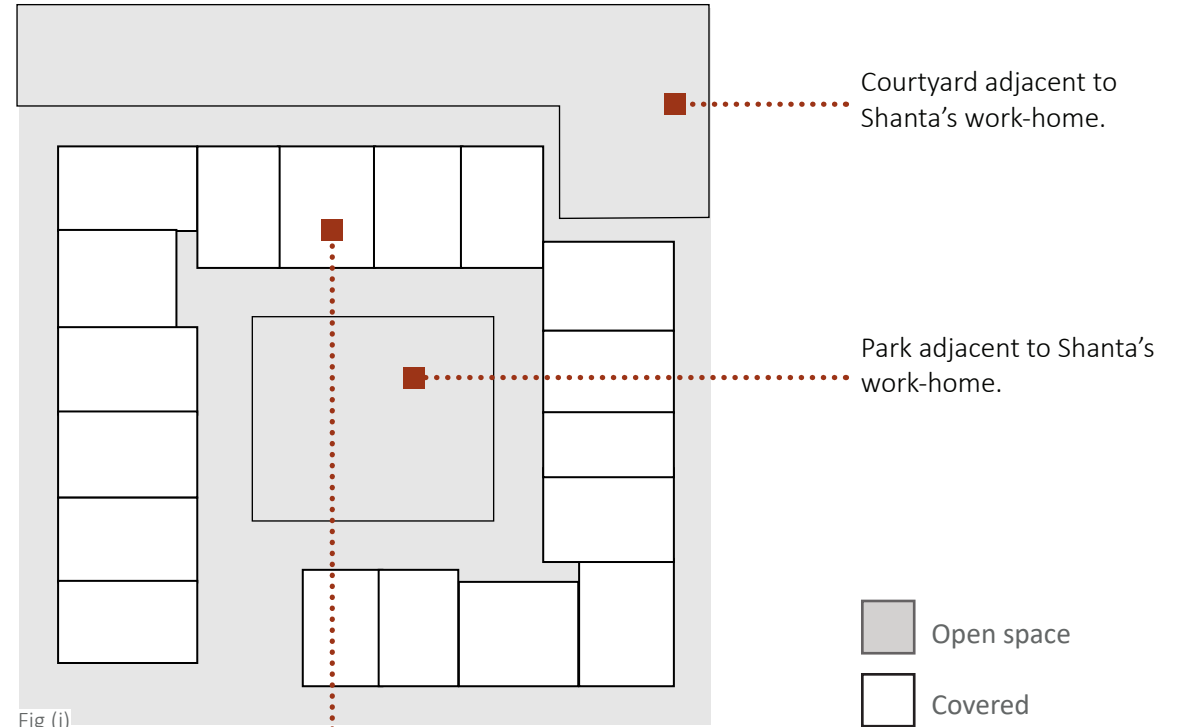 Courtyard adjacent to
Shanta’s work-home.
Park adjacent to Shanta’s
work-home.
Open space
Covered
Fig (i)